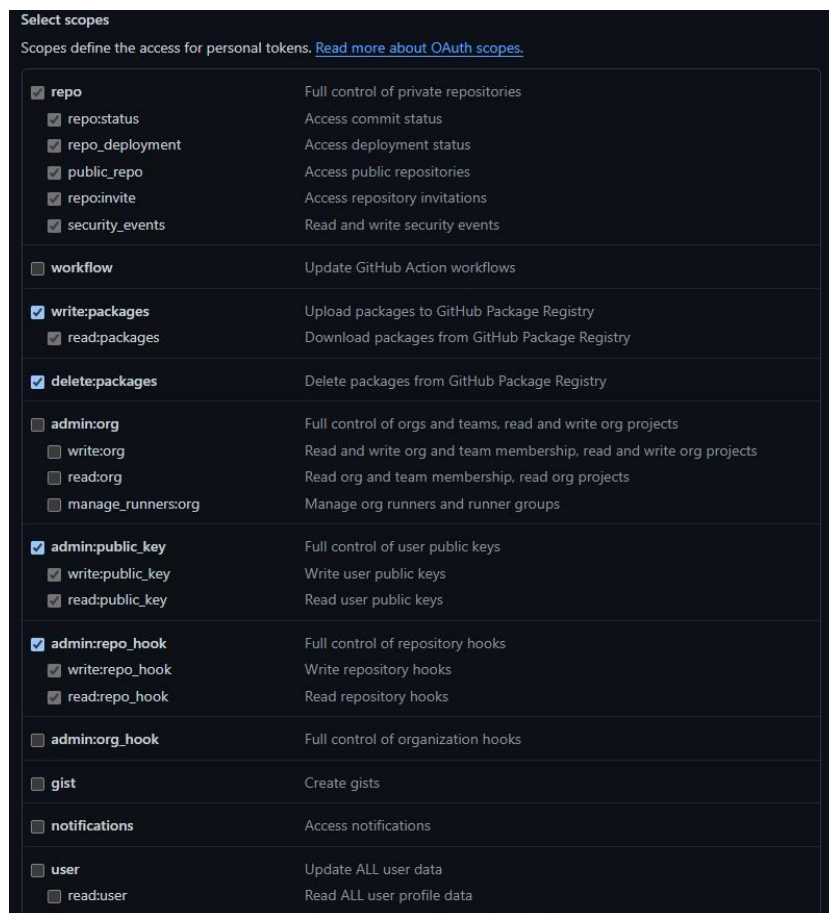 Select scopes
Scopes define the access for personal tokens. Read more about OAuth scopes.
repo Full control of private repositories
repo:status Access commit status
repo_deployment Access deployment status
public_repo Access public repositories
repo:invite Access repository invitations
security_events Read and write security events
workflow Update GitHub Action workflows
write:packages Upload packages to GitHub Package Registry
read:packages Download packages from GitHub Package Registry
delete:packages Delete packages from GitHub Package Registry
admin:org Full control of orgs and teams, read and write org projects
write:org Read and write org and team membership, read and write org projects
read:org Read org and team membership, read org projects
manage_runners:org Manage org runners and runner groups
admin:public_key Full control of user public keys
write:public_key Write user public keys
read:public_key Read user public keys
admin:repo_hook Full control of repository hooks
write:repo_hook Write repository hooks
read:repo_hook Read repository hooks
admin:org_hook Full control of organization hooks
gist Create gists
notifications Access notifications
user Update ALL user data
read:user Read ALL user profile data